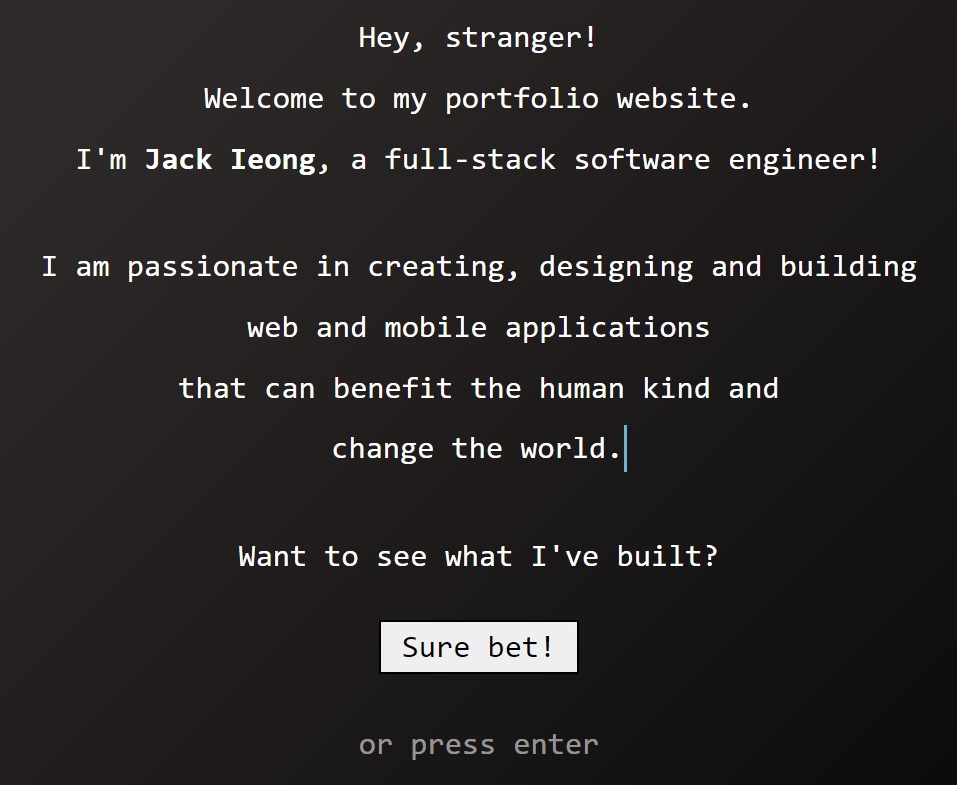 Hey, stranger!
Welcome to my portfolio website.
I'm Jack Ieong, a full-stack software engineer!
I am passionate in creating, designing and building
web and mobile applications
that can benefit the human kind and
change the world.
Want to see what I've built?
Sure bet!
or press enter